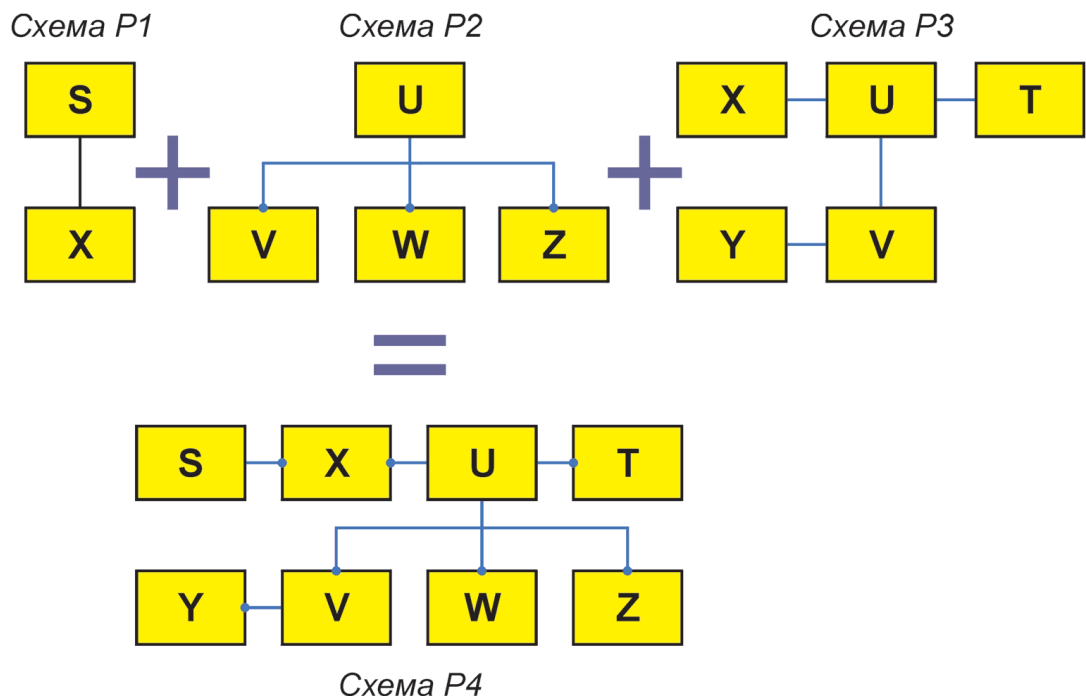 Схема P1
Схема P2
Схема P3
S
U
X U T
X
V W Z
Y V
S X U T
Y V W Z
Схема P4